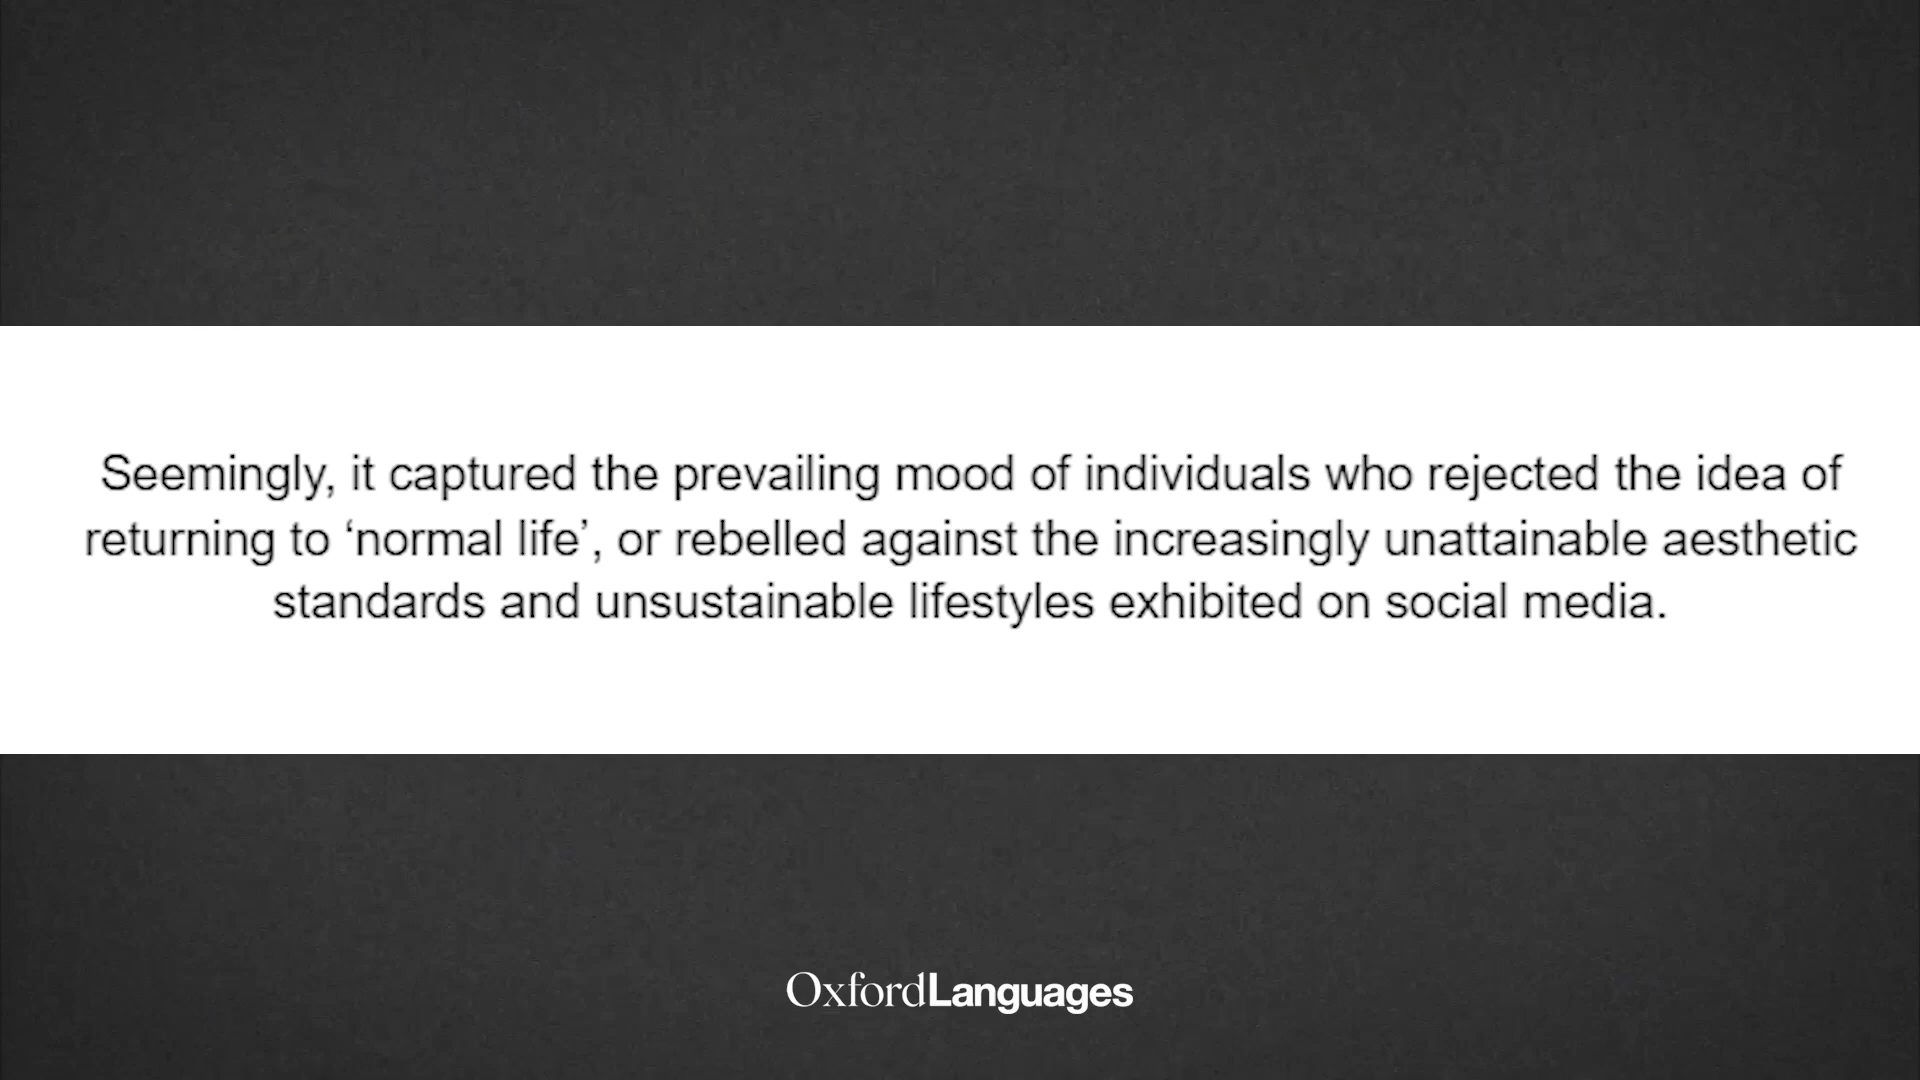 Seemingly, it captured the prevailing mood of individuals who rejected the idea of
returning to ‘normal life’, or rebelled against the increasingly unattainable aesthetic
standards and unsustainable lifestyles exhibited on social media.
OxfordLanguages